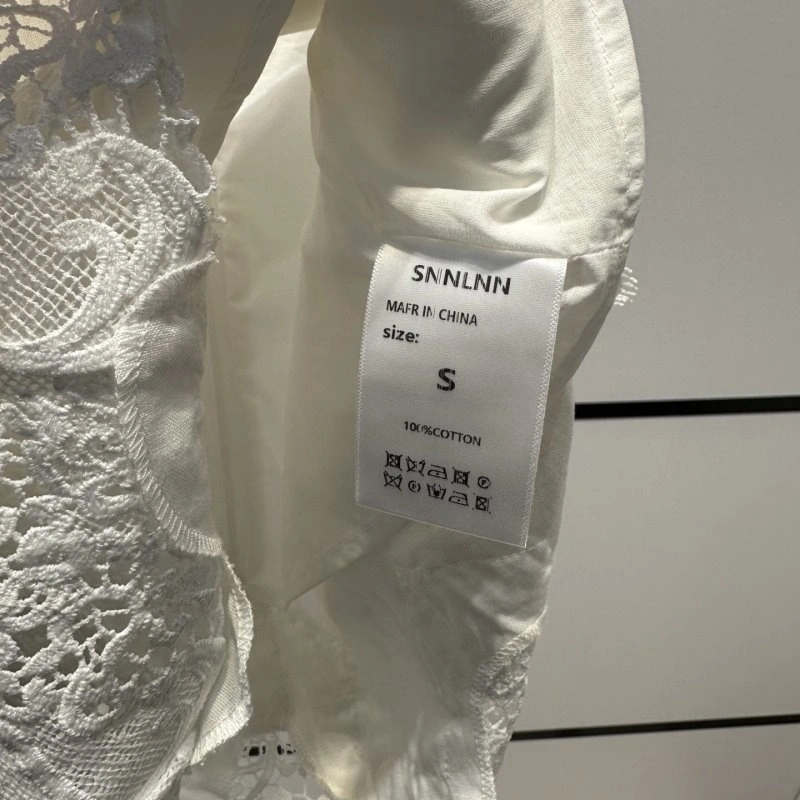 SNNLNN
MAFR IN CHINA
size:
S
100%COTTON